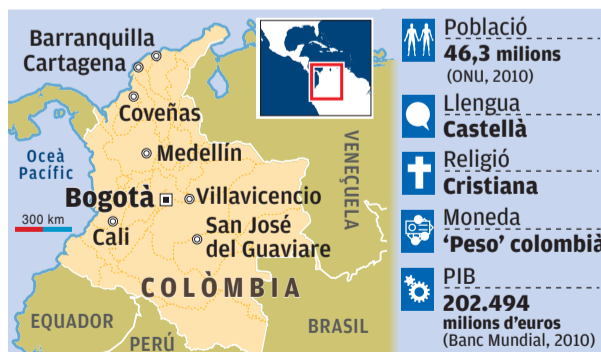 Barranquilla
Cartagena
Coveñas
Oceà
Pacífic
Medellín
Bogotà
Villavicencio
300 km
Cali
San José
del Guaviare
VENEÇUELA
COLÒMBIA
EQUADOR
PERÚ
BRASIL
Població
46,3 milions
(ONU, 2010)
Llengua
Castellà
Religió
Cristiana
Moneda
‘Peso’ colombià
PIB
202.494
milions d’euros
(Banc Mundial, 2010)